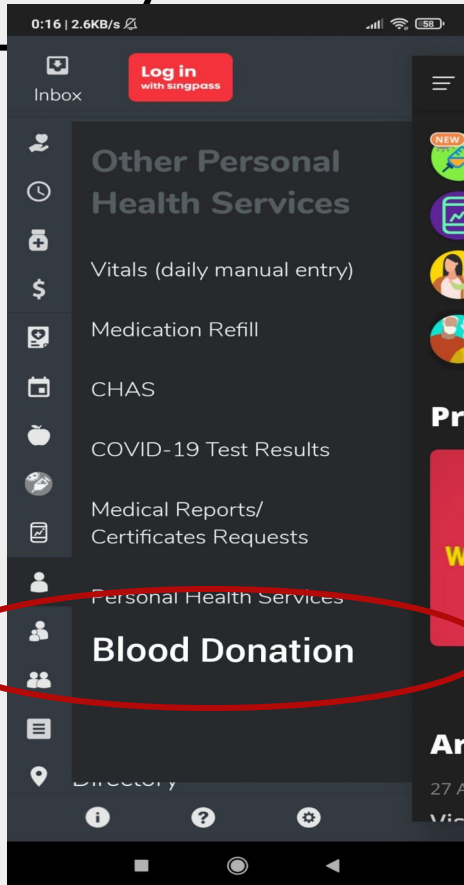 0:16 | 2.6KB/s
58
Inbox
Log in
with singpass
NEW
Other Personal
Health Services
Vitals (daily manual entry)
Medication Refill
CHAS
COVID-19 Test Results
Medical Reports/
Certificates Requests
Personal Health Services
Blood Donation
Directory
Pr
W
Ar
27 A
Vis